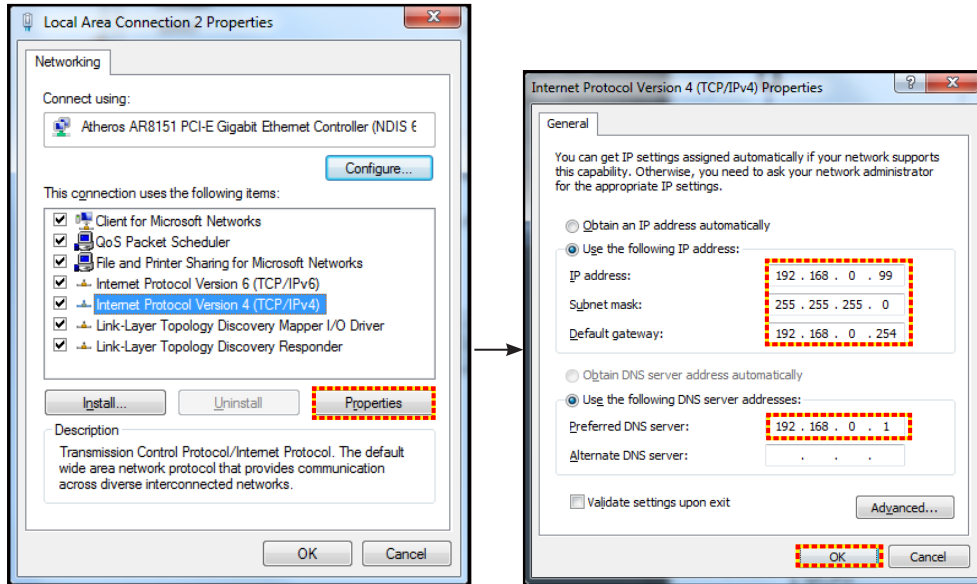 Local Area Connection 2 Properties
Networking
Connect using:
Atheros AR8151 PCI-E Gigabit Ethernet Controller (NDIS 6
Configure...
This connection uses the following items:
Client for Microsoft Networks
QoS Packet Scheduler
File and Printer Sharing for Microsoft Networks
Internet Protocol Version 6 (TCP/IPv6)
Internet Protocol Version 4 (TCP/IPv4)
Link-Layer Topology Discovery Mapper I/O Driver
Link-Layer Topology Discovery Responder
Install...
Uninstall
Properties
Description
Transmission Control Protocol/Internet Protocol. The default
wide area network protocol that provides communication
across diverse interconnected networks.
OK
Cancel
Internet Protocol Version 4 (TCP/IPv4) Properties
General
You can get IP settings assigned automatically if your network supports
this capability. Otherwise, you need to ask your network administrator
for the appropriate IP settings.
Obtain an IP address automatically
Use the following IP address:
IP address: 192 . 168 . 0 . 99
Subnet mask: 255 . 255 . 255 . 0
Default gateway: 192 . 168 . 0 . 254
Obtain DNS server address automatically
Use the following DNS server addresses:
Preferred DNS server: 192 . 168 . 0 . 1
Alternate DNS server: . . .
Validate settings upon exit
Advanced...
OK
Cancel